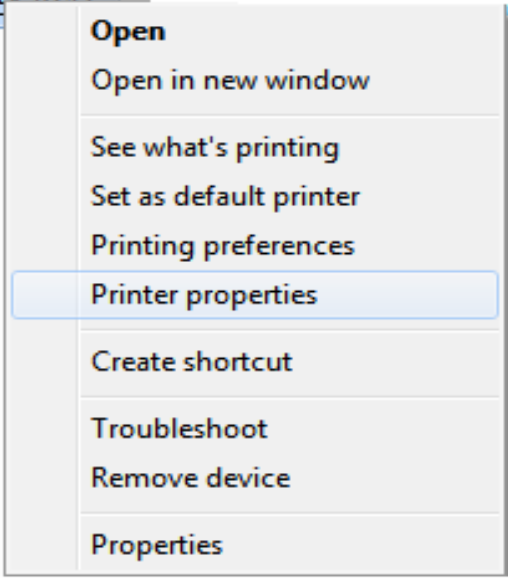 Open
Open in new window
See what's printing
Set as default printer
Printing preferences
Printer properties
Create shortcut
Troubleshoot
Remove device
Properties